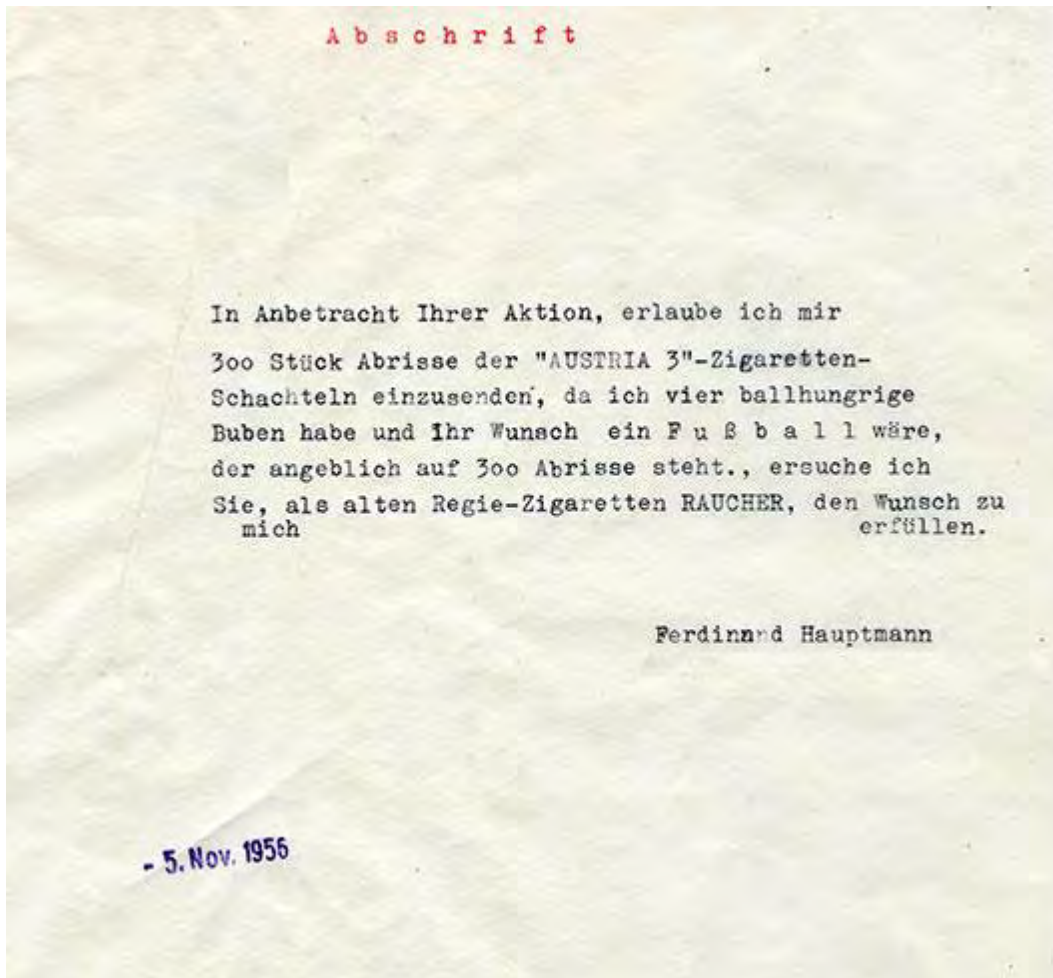 A b s c h r i f t
In Anbetracht Ihrer Aktion, erlaube ich mir
3oo Stück Abrisse der "AUSTRIA 3"-Zigaretten-
Schachteln einzusenden, da ich vier ballhungrige
Buben habe und Ihr Wunsch ein F u ß b a l l wäre,
der angeblich auf 3oo Abrisse steht., ersuche ich
Sie, als alten Regie-Zigaretten RAUCHER, den Wunsch zu
mich erfüllen.
Ferdinand Hauptmann
- 5. Nov. 1956